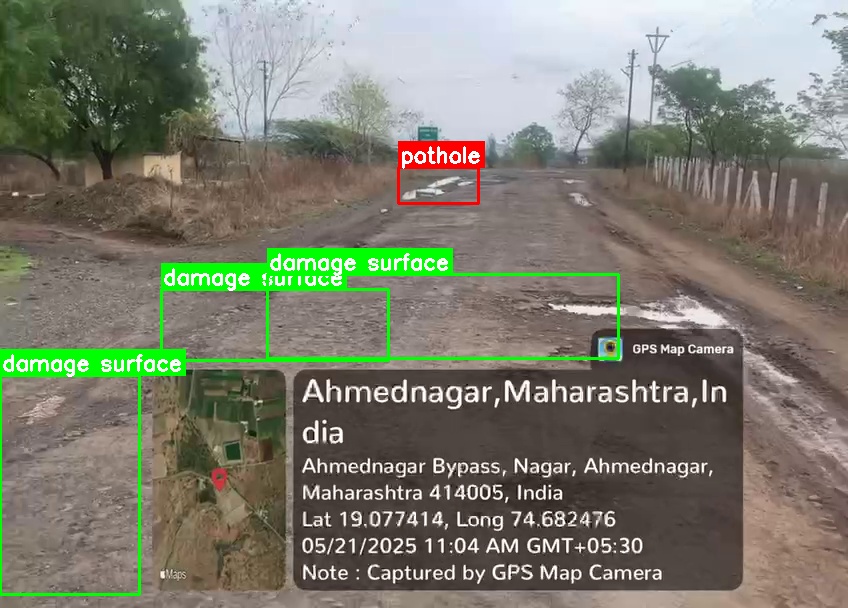 pothole
damage surface
damage surface
damage surface
GPS Map Camera
Ahmednagar,Maharashtra,In
dia
Ahmednagar Bypass, Nagar, Ahmednagar,
Maharashtra 414005, India
Lat 19.077414, Long 74.682476
05/21/2025 11:04 AM GMT+05:30
Note : Captured by GPS Map Camera
Maps